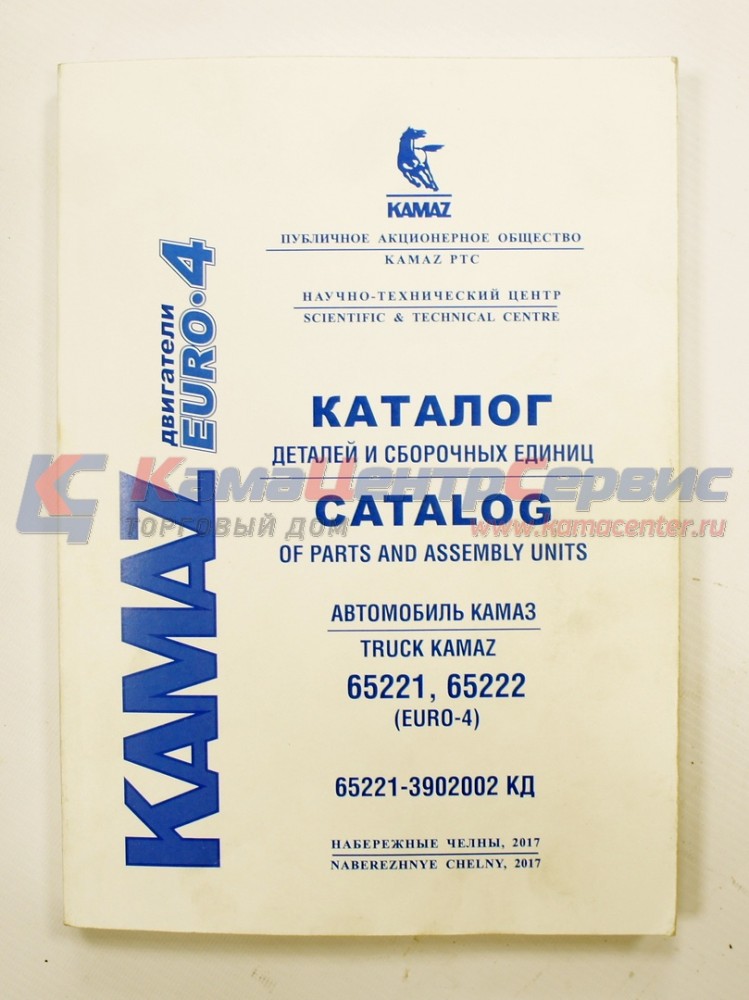 KAMAZ
ПУБЛИЧНОЕ АКЦИОНЕРНОЕ ОБЩЕСТВО
KAMAZ PTC
НАУЧНО-ТЕХНИЧЕСКИЙ ЦЕНТР
SCIENTIFIC & TECHNICAL CENTRE
KAMAZ
двигатели
EURO·4
КАТАЛОГ
ДЕТАЛЕЙ И СБОРОЧНЫХ ЕДИНИЦ
КамаЦентрСервис
ТОРГОВЫЙ ДОМ
www.kamacenter.ru
CATALOG
OF PARTS AND ASSEMBLY UNITS
АВТОМОБИЛЬ КАМАЗ
TRUCK KAMAZ
65221, 65222
(EURO-4)
65221-3902002 КД
НАБЕРЕЖНЫЕ ЧЕЛНЫ, 2017
NABEREZHNYE CHELNY, 2017